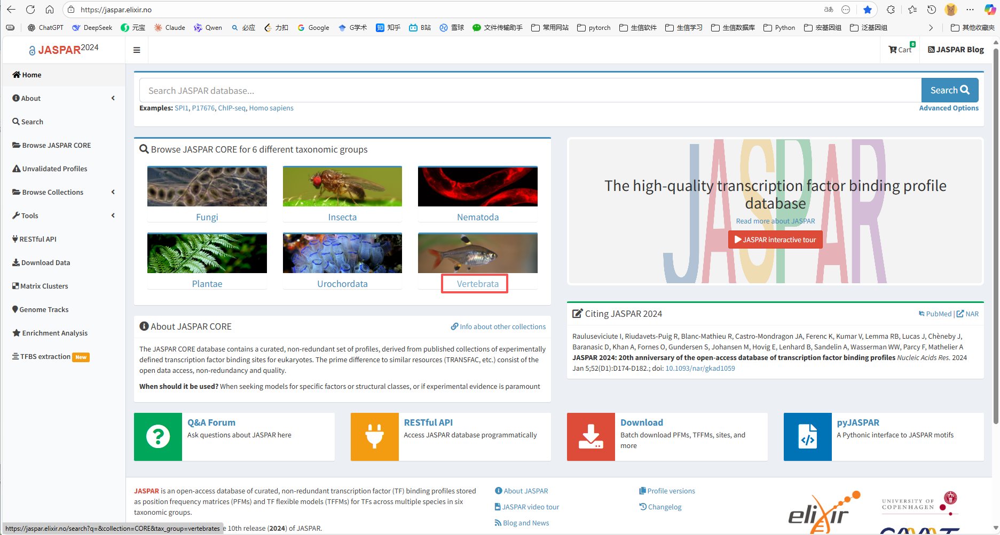 https://jaspar.elixir.no
ChatGPT DeepSeek 元宝 Claude Qwen 必应 力扣 Google G学术 知乎 B站 雪球 文件传输助手 常用网站 pytorch 生信软件 生信学习 生信数据库 Python 宏基因组 泛基因组 其他收藏夹
JASPAR2024
Cart 0
JASPAR Blog
Home
About
Search
Browse JASPAR CORE
Unvalidated Profiles
Browse Collections
Tools
RESTful API
Download Data
Matrix Clusters
Genome Tracks
Enrichment Analysis
TFBS extraction New
Search JASPAR database...
Search
Examples: SPI1, P17676, ChIP-seq, Homo sapiens
Advanced Options
Browse JASPAR CORE for 6 different taxonomic groups
Fungi
Insecta
Nematoda
Plantae
Urochordata
Vertebrata
JASPAR
The high-quality transcription factor binding profile
database
Read more about JASPAR
JASPAR interactive tour
About JASPAR CORE
Info about other collections
The JASPAR CORE database contains a curated, non-redundant set of profiles, derived from published collections of experimentally
defined transcription factor binding sites for eukaryotes. The prime difference to similar resources (TRANSFAC, etc.) consist of the
open data access, non-redundancy and quality.
When should it be used? When seeking models for specific factors or structural classes, or if experimental evidence is paramount
Citing JASPAR 2024
PubMed | NAR
Rauluseviciute I, Riudavets-Puig R, Blanc-Mathieu R, Castro-Mondragon JA, Ferenc K, Kumar V, Lemma RB, Lucas J, Chèneby J,
Baranasic D, Khan A, Fornes O, Gundersen S, Johansen M, Hovig E, Lenhard B, Sandelin A, Wasserman WW, Parcy F, Mathelier A
JASPAR 2024: 20th anniversary of the open-access database of transcription factor binding profiles Nucleic Acids Res. 2024
Jan 5;52(D1):D174-D182.; doi: 10.1093/nar/gkad1059
Q&A Forum
Ask questions about JASPAR here
RESTful API
Access JASPAR database programmatically
Download
Batch download PFMs, TFFMs, sites, and
more
pyJASPAR
A Pythonic interface to JASPAR motifs
JASPAR is an open-access database of curated, non-redundant transcription factor (TF) binding profiles stored
as position frequency matrices (PFMs) and TF flexible models (TFFMs) for TFs across multiple species in six
taxonomic groups.
e 10th release (2024) of JASPAR.
About JASPAR
JASPAR video tour
Blog and News
Profile versions
Changelog
elixir
UNIVERSITY OF
COPENHAGEN
https://jaspar.elixir.no/search?q=&collection=CORE&tax_group=vertebrates